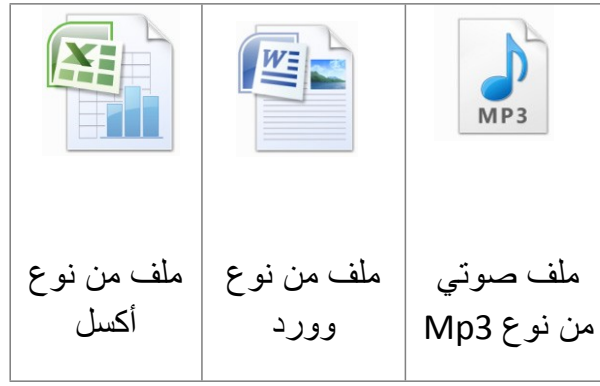 MP3
W
X
ملف صوتي
من نوع Mp3
ملف من نوع
وورد
ملف من نوع
أكسل